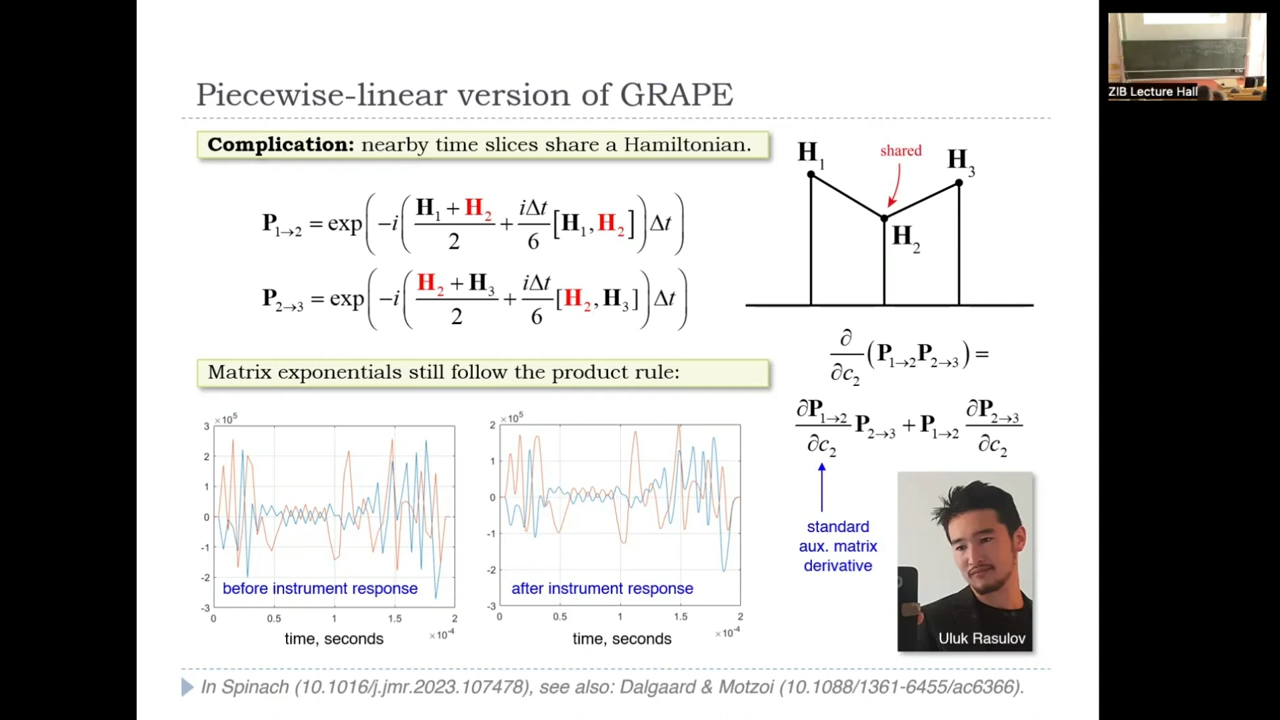 Piecewise-linear version of GRAPE
Complication: nearby time slices share a Hamiltonian.
P₁→₂ = exp(−i((H₁ + H₂)/2 + (iΔt/6)[H₁, H₂])Δt)
P₂→₃ = exp(−i((H₂ + H₃)/2 + (iΔt/6)[H₂, H₃])Δt)
Matrix exponentials still follow the product rule:
×10⁵
3
2
1
0
-1
-2
-3
before instrument response
0 0.5 1 1.5 2
×10⁻⁴
time, seconds
×10⁵
2
1
0
-1
-2
-3
after instrument response
0 0.5 1 1.5 2
×10⁻⁴
time, seconds
H₁
shared
H₃
H₂
∂/∂c₂ (P₁→₂P₂→₃) =
∂P₁→₂/∂c₂ P₂→₃ + P₁→₂ ∂P₂→₃/∂c₂
standard
aux. matrix
derivative
Uluk Rasulov
In Spinach (10.1016/j.jmr.2023.107478), see also: Dalgaard & Motzoi (10.1088/1361-6455/ac6366).
ZIB Lecture Hall